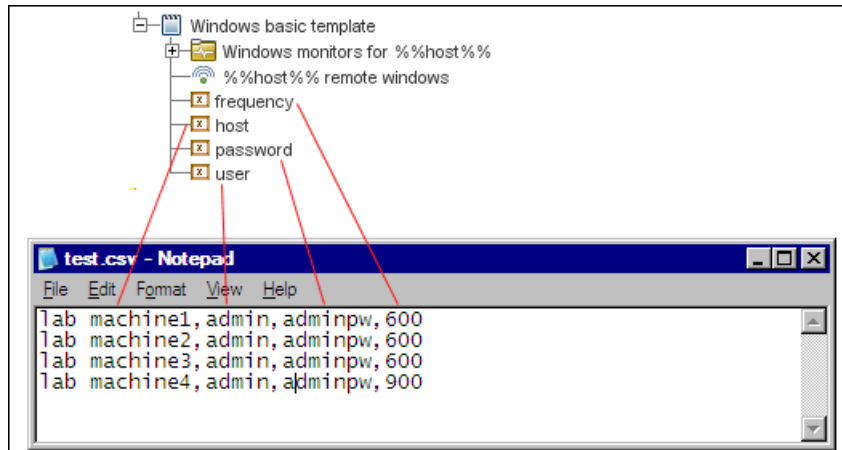 Windows basic template
Windows monitors for %%host%%
%%host%% remote windows
frequency
host
password
user
test.csv - Notepad
File Edit Format View Help
lab machine1,admin,adminpw,600
lab machine2,admin,adminpw,600
lab machine3,admin,adminpw,600
lab machine4,admin,adminpw,900